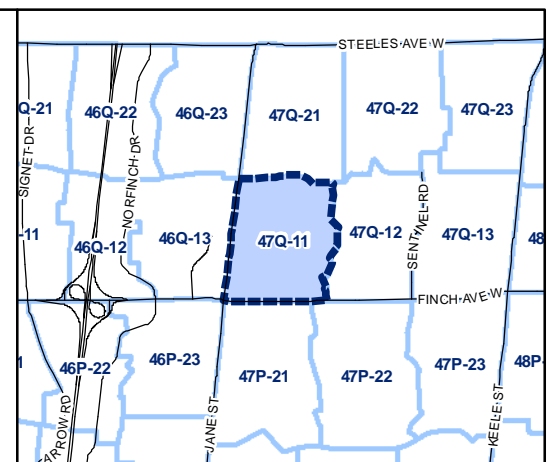 STEELES AVE W
Q-21
46Q-22
46Q-23
47Q-21
47Q-22
47Q-23
SIGNET DR
NORFINCH DR
-11
46Q-12
46Q-13
47Q-11
47Q-12
SENTINEL RD
47Q-13
48
FINCH AVE W
1
46P-22
46P-23
47P-21
47P-22
47P-23
48P-
ARROW RD
JANE ST
KEELE ST